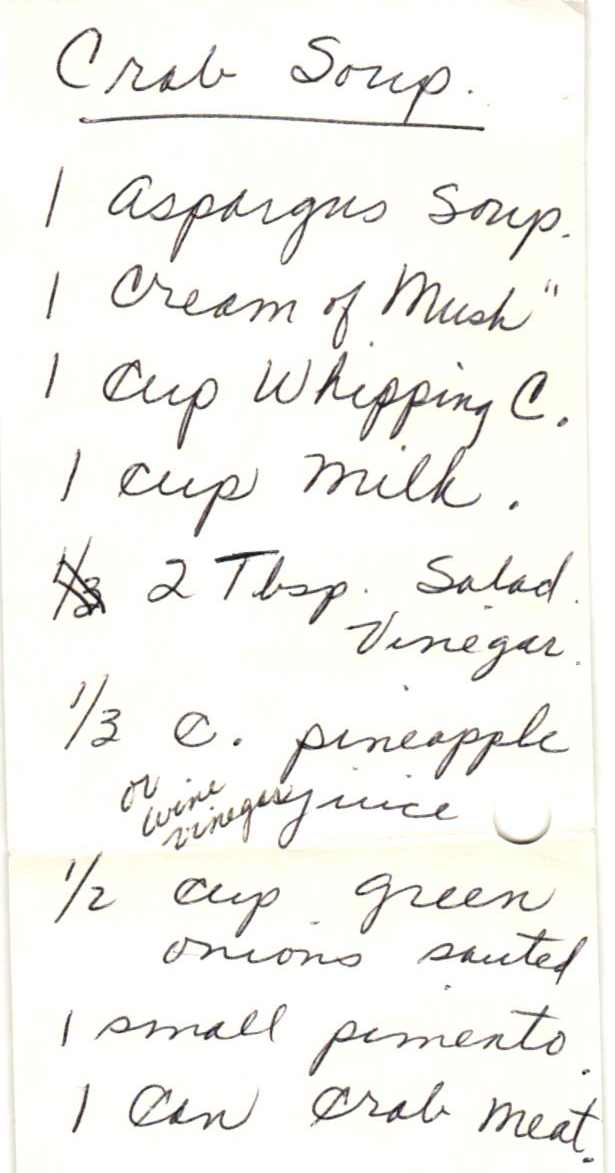 Crab Soup.
1 Aspargus Soup.
1 Cream of Mush "
1 Cup Whipping C.
1 cup milk.
1/3 2 Tbsp. Salad
Vinegar.
1/3 C. pineapple
juice
or
wine
vinegar
1/2 cup green
onions sauted
1 small pimento.
1 Can Crab Meat.